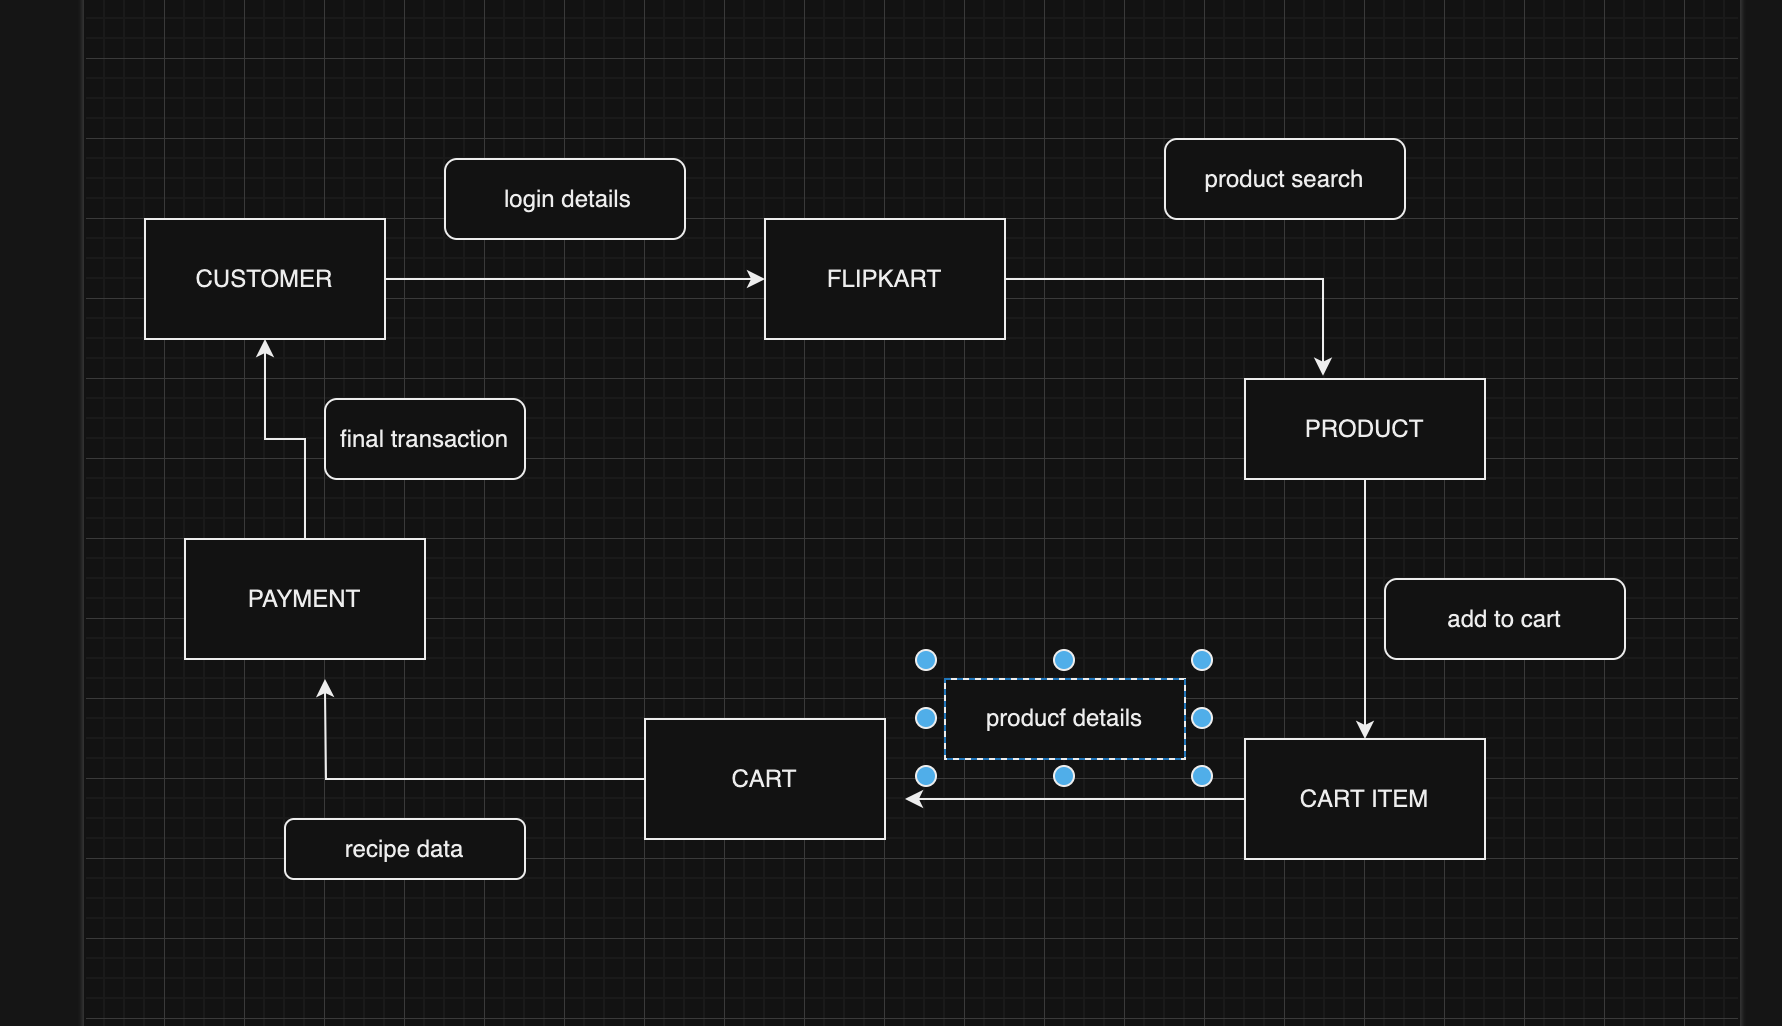 login details
product search
CUSTOMER
FLIPKART
final transaction
PRODUCT
PAYMENT
add to cart
producf details
CART
CART ITEM
recipe data